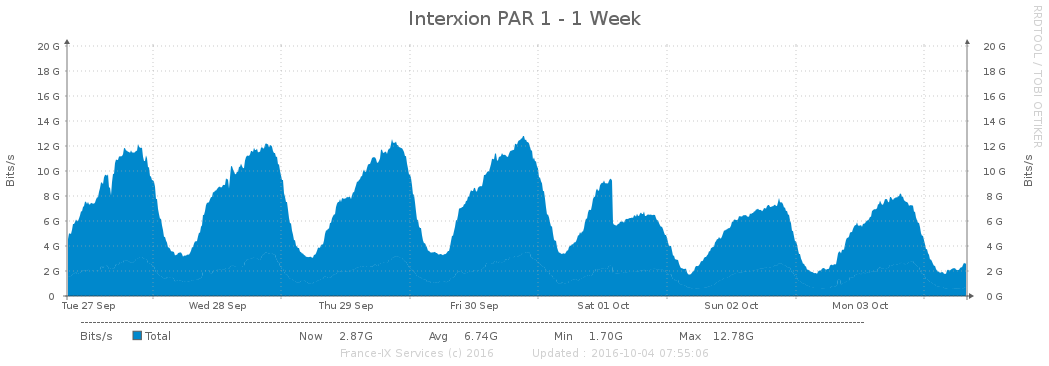 Interxion PAR 1 - 1 Week
RRDTOOL / TOBI OETIKER
Bits/s
20 G 20 G
18 G 18 G
16 G 16 G
14 G 14 G
12 G 12 G
10 G 10 G
8 G 8 G
6 G 6 G
4 G 4 G
2 G 2 G
0 0 G
Bits/s
Tue 27 Sep Wed 28 Sep Thu 29 Sep Fri 30 Sep Sat 01 Oct Sun 02 Oct Mon 03 Oct
Bits/s Total Now 2.87G Avg 6.74G Min 1.70G Max 12.78G
France-IX Services (c) 2016 Updated : 2016-10-04 07:55:06